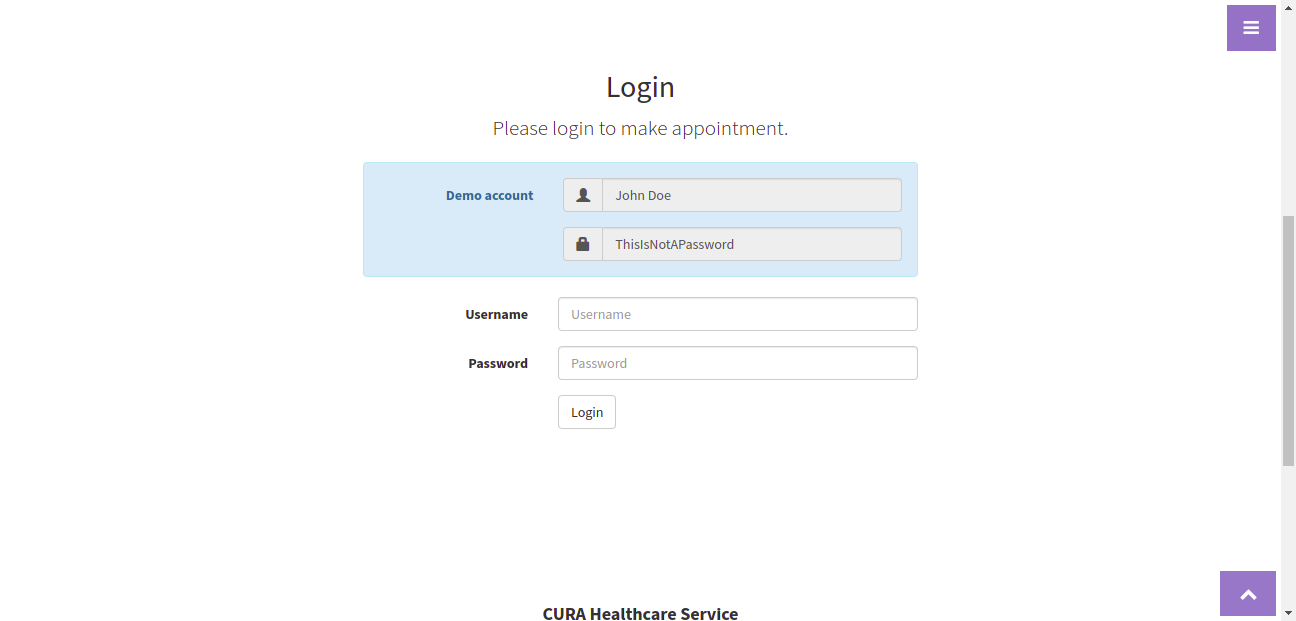 Login
Please login to make appointment.
Demo account
John Doe
ThisIsNotAPassword
Username
Username
Password
Password
Login
CURA Healthcare Service